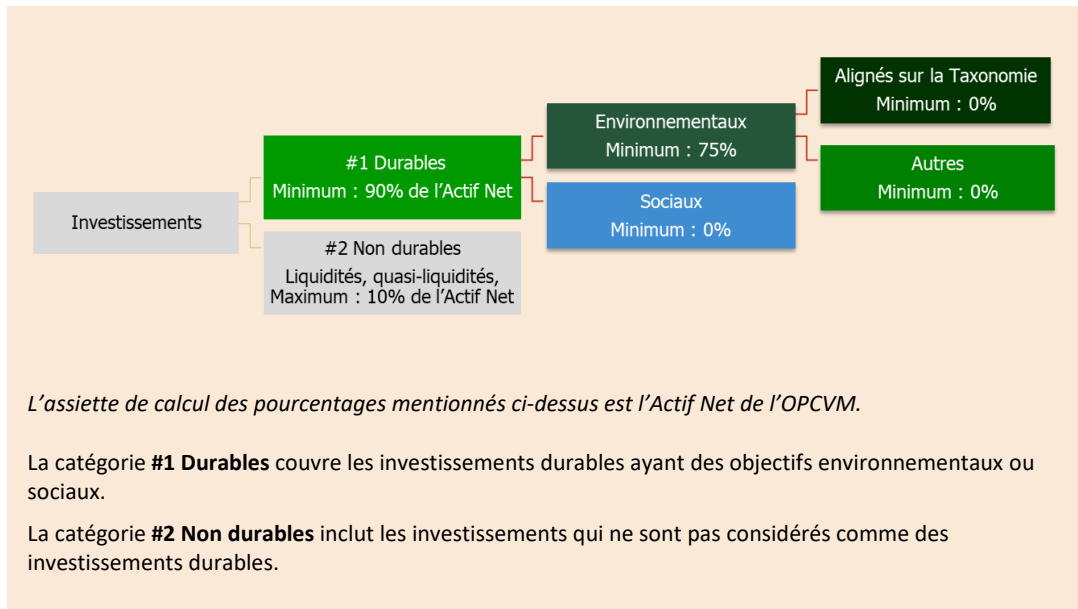 Investissements
#1 Durables
Minimum : 90% de l’Actif Net
#2 Non durables
Liquidités, quasi-liquidités,
Maximum : 10% de l’Actif Net
Environnementaux
Minimum : 75%
Sociaux
Minimum : 0%
Alignés sur la Taxonomie
Minimum : 0%
Autres
Minimum : 0%
L’assiette de calcul des pourcentages mentionnés ci-dessus est l’Actif Net de l’OPCVM.
La catégorie #1 Durables couvre les investissements durables ayant des objectifs environnementaux ou
sociaux.
La catégorie #2 Non durables inclut les investissements qui ne sont pas considérés comme des
investissements durables.